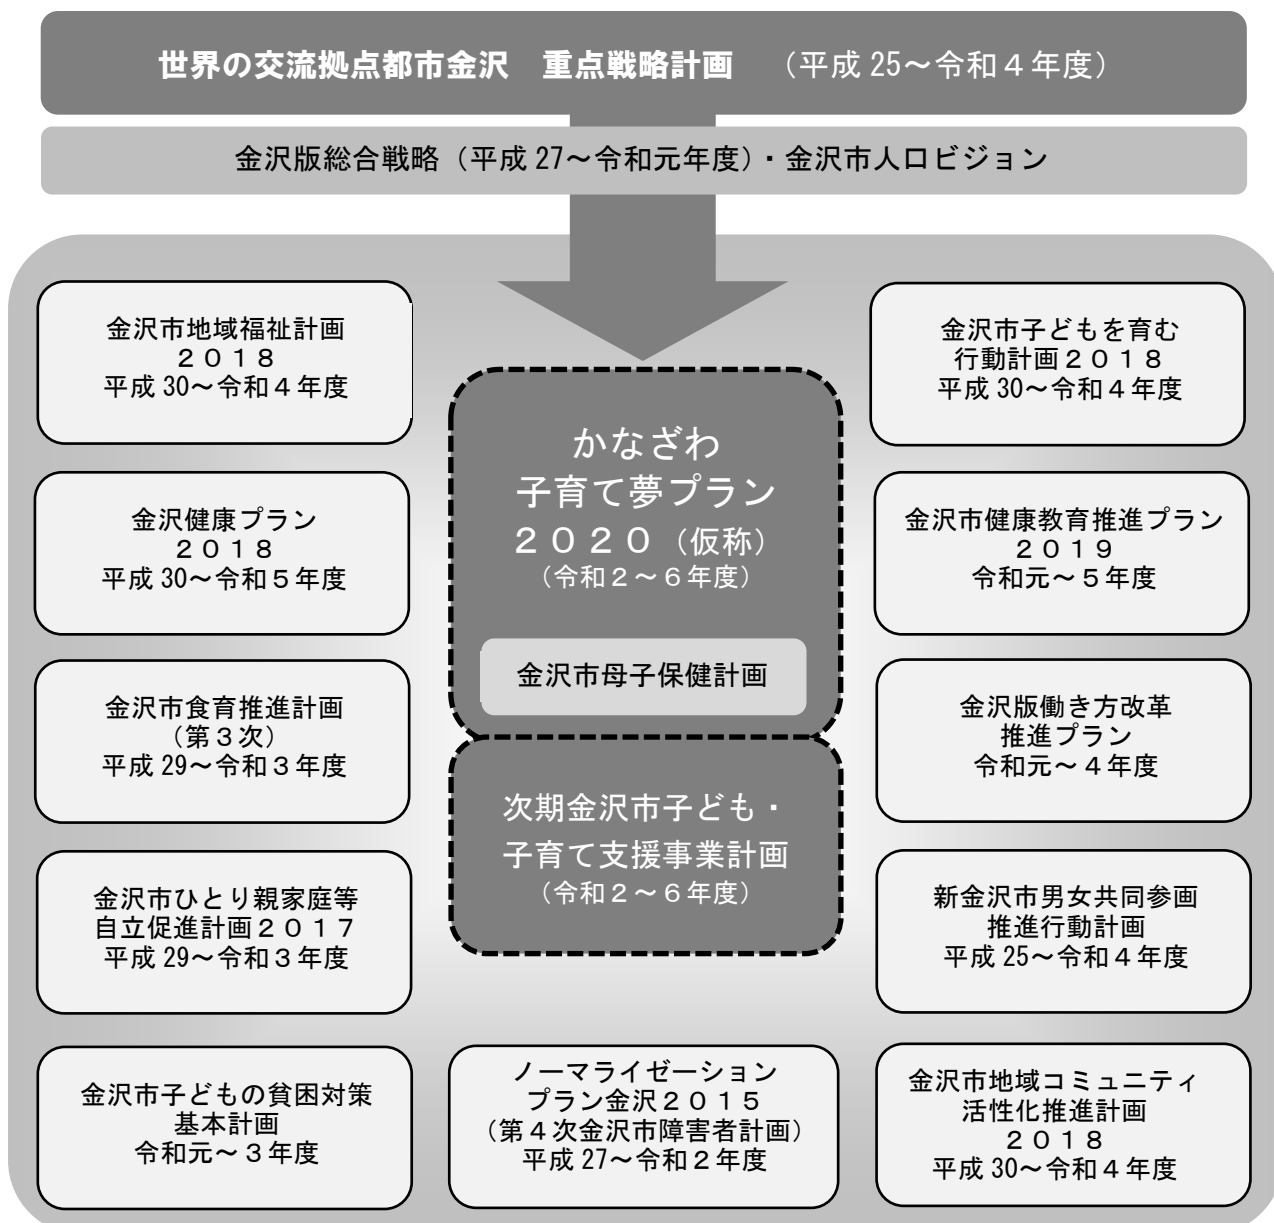 世界の交流拠点都市金沢　重点戦略計画　（平成 25～令和４年度）
金沢版総合戦略（平成 27～令和元年度）・金沢市人口ビジョン
金沢市地域福祉計画
２０１８
平成 30～令和４年度
金沢健康プラン
２０１８
平成 30～令和５年度
金沢市食育推進計画
（第３次）
平成 29～令和３年度
金沢市ひとり親家庭等
自立促進計画２０１７
平成 29～令和３年度
金沢市子どもの貧困対策
基本計画
令和元～３年度
かなざわ
子育て夢プラン
２０２０（仮称）
（令和２～６年度）
金沢市母子保健計画
次期金沢市子ども・
子育て支援事業計画
（令和２～６年度）
ノーマライゼーション
プラン金沢２０１５
（第４次金沢市障害者計画）
平成 27～令和２年度
金沢市子どもを育む
行動計画２０１８
平成 30～令和４年度
金沢市健康教育推進プラン
２０１９
令和元～５年度
金沢版働き方改革
推進プラン
令和元～４年度
新金沢市男女共同参画
推進行動計画
平成 25～令和４年度
金沢市地域コミュニティ
活性化推進計画
２０１８
平成 30～令和４年度